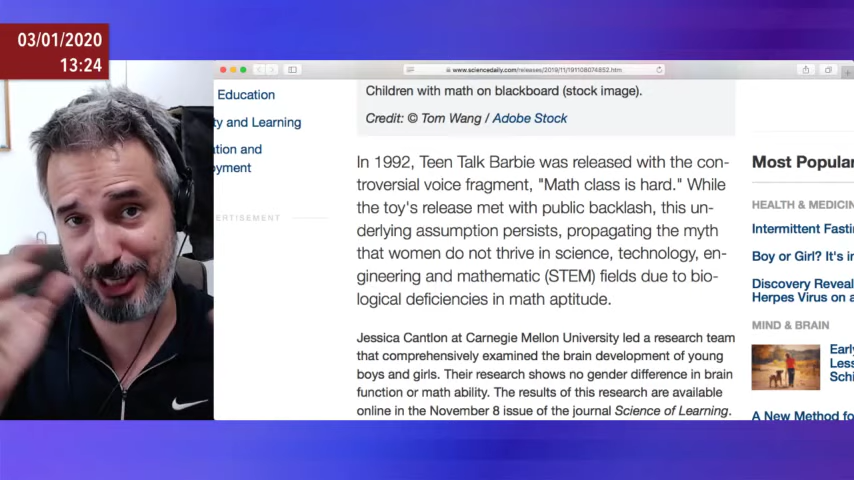 03/01/2020
13:24
www.sciencedaily.com/releases/2019/11/191108074852.htm
Education
ty and Learning
tion and
oyment
ERTISEMENT
Children with math on blackboard (stock image).
Credit: © Tom Wang / Adobe Stock
In 1992, Teen Talk Barbie was released with the con-
troversial voice fragment, "Math class is hard." While
the toy's release met with public backlash, this un-
derlying assumption persists, propagating the myth
that women do not thrive in science, technology, en-
gineering and mathematic (STEM) fields due to bio-
logical deficiencies in math aptitude.
Jessica Cantlon at Carnegie Mellon University led a research team
that comprehensively examined the brain development of young
boys and girls. Their research shows no gender difference in brain
function or math ability. The results of this research are available
online in the November 8 issue of the journal Science of Learning.
Most Popular
HEALTH & MEDICIN
Intermittent Fasti
Boy or Girl? It's in
Discovery Reveal
Herpes Virus on a
MIND & BRAIN
Early
Less
Schi
A New Method fo